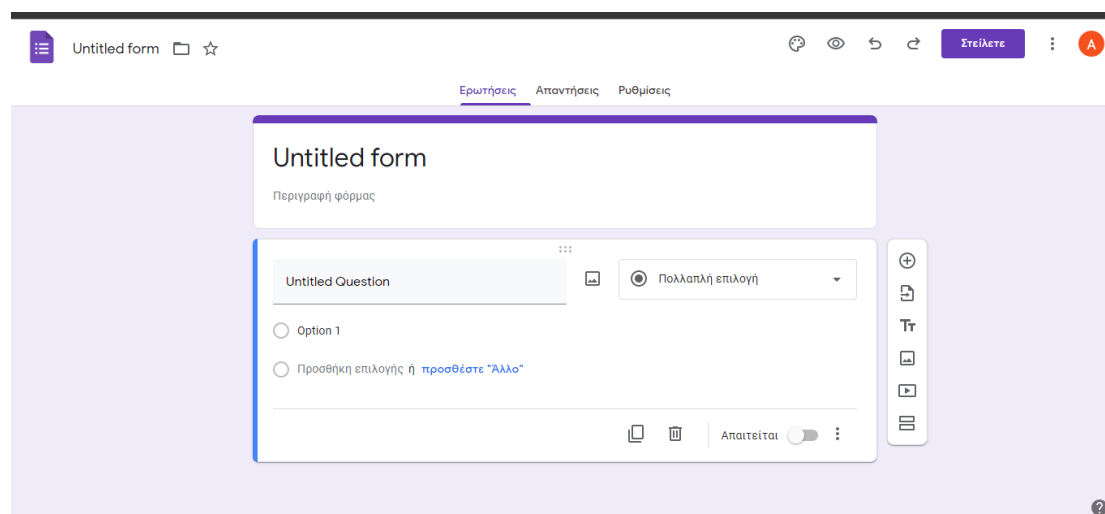 Untitled form
Στείλετε
A
Ερωτήσεις Απαντήσεις Ρυθμίσεις
Untitled form
Περιγραφή φόρμας
Untitled Question
Πολλαπλή επιλογή
Option 1
Προσθήκη επιλογής ή προσθέστε "Άλλο"
Απαιτείται